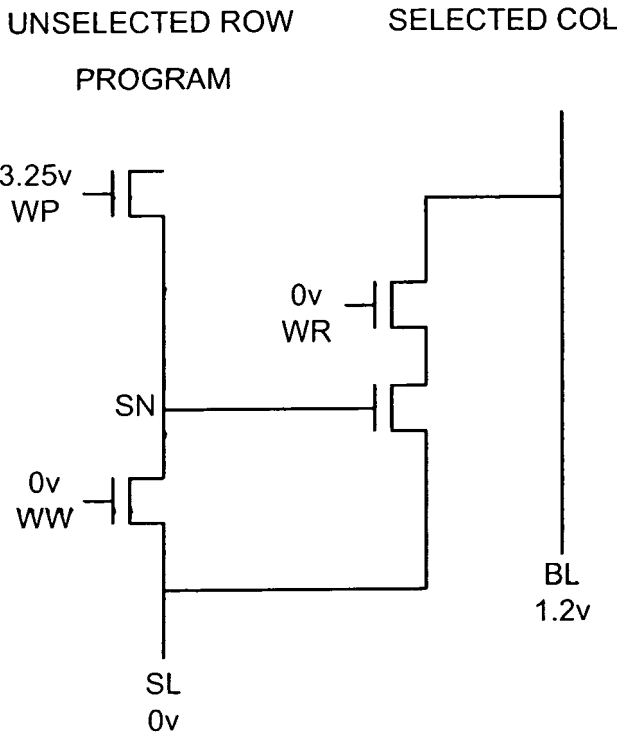 UNSELECTED ROW
SELECTED COL
PROGRAM
3.25v
WP
0v
WR
SN
0v
WW
BL
1.2v
SL
0v